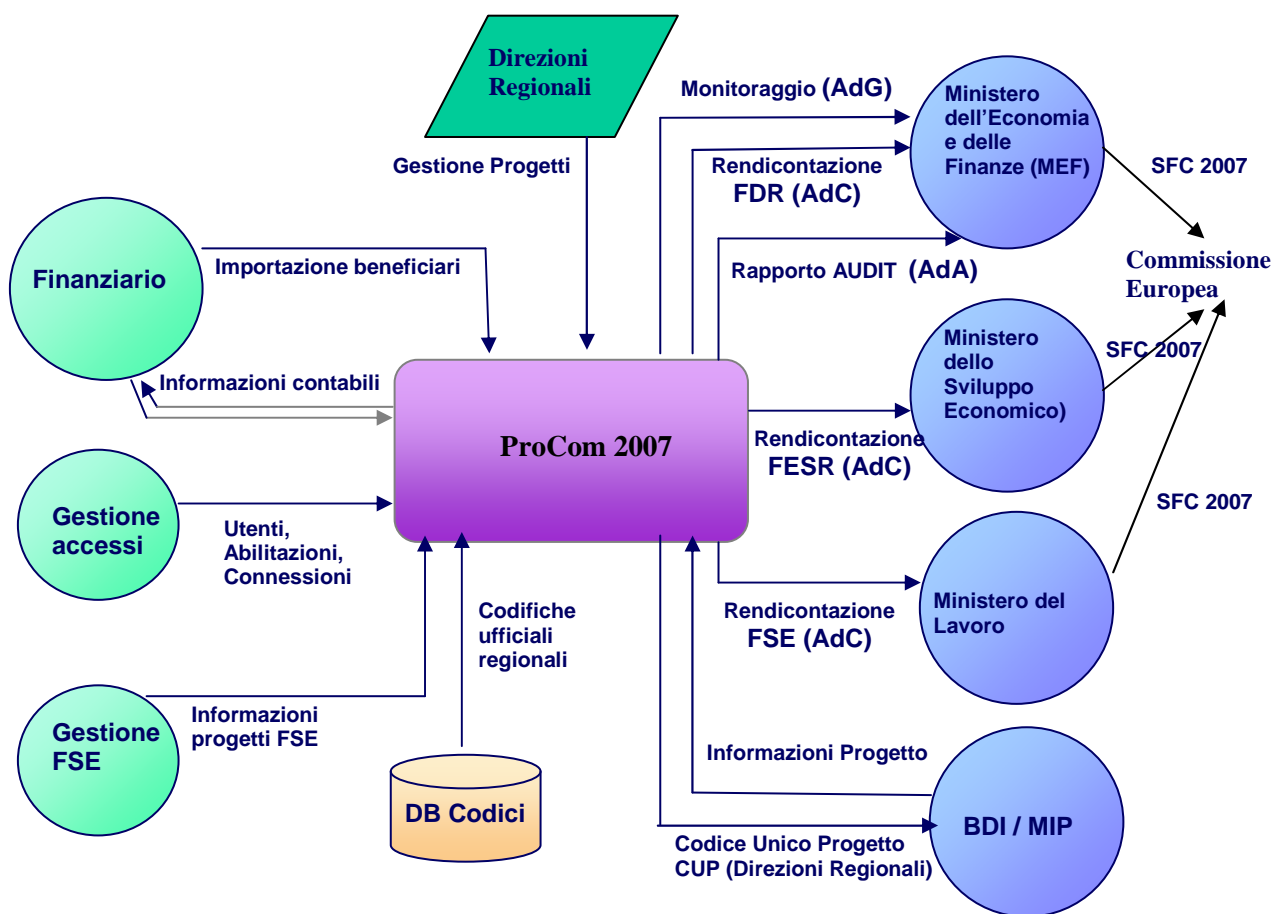 Direzioni
Regionali
Gestione Progetti
Monitoraggio (AdG)
Rendicontazione
FDR (AdC)
Rapporto AUDIT (AdA)
Ministero
dell'Economia
e delle
Finanze (MEF)
SFC 2007
Commissione
Europea
Finanziario
Importazione beneficiari
Informazioni contabili
ProCom 2007
Ministero
dello
Sviluppo
Economico)
SFC 2007
Rendicontazione
FESR (AdC)
SFC 2007
Gestione
accessi
Utenti,
Abilitazioni,
Connessioni
Rendicontazione
FSE (AdC)
Ministero del
Lavoro
Codifiche
ufficiali
regionali
Gestione
FSE
Informazioni
progetti FSE
DB Codici
Informazioni Progetto
BDI / MIP
Codice Unico Progetto
CUP (Direzioni Regionali)